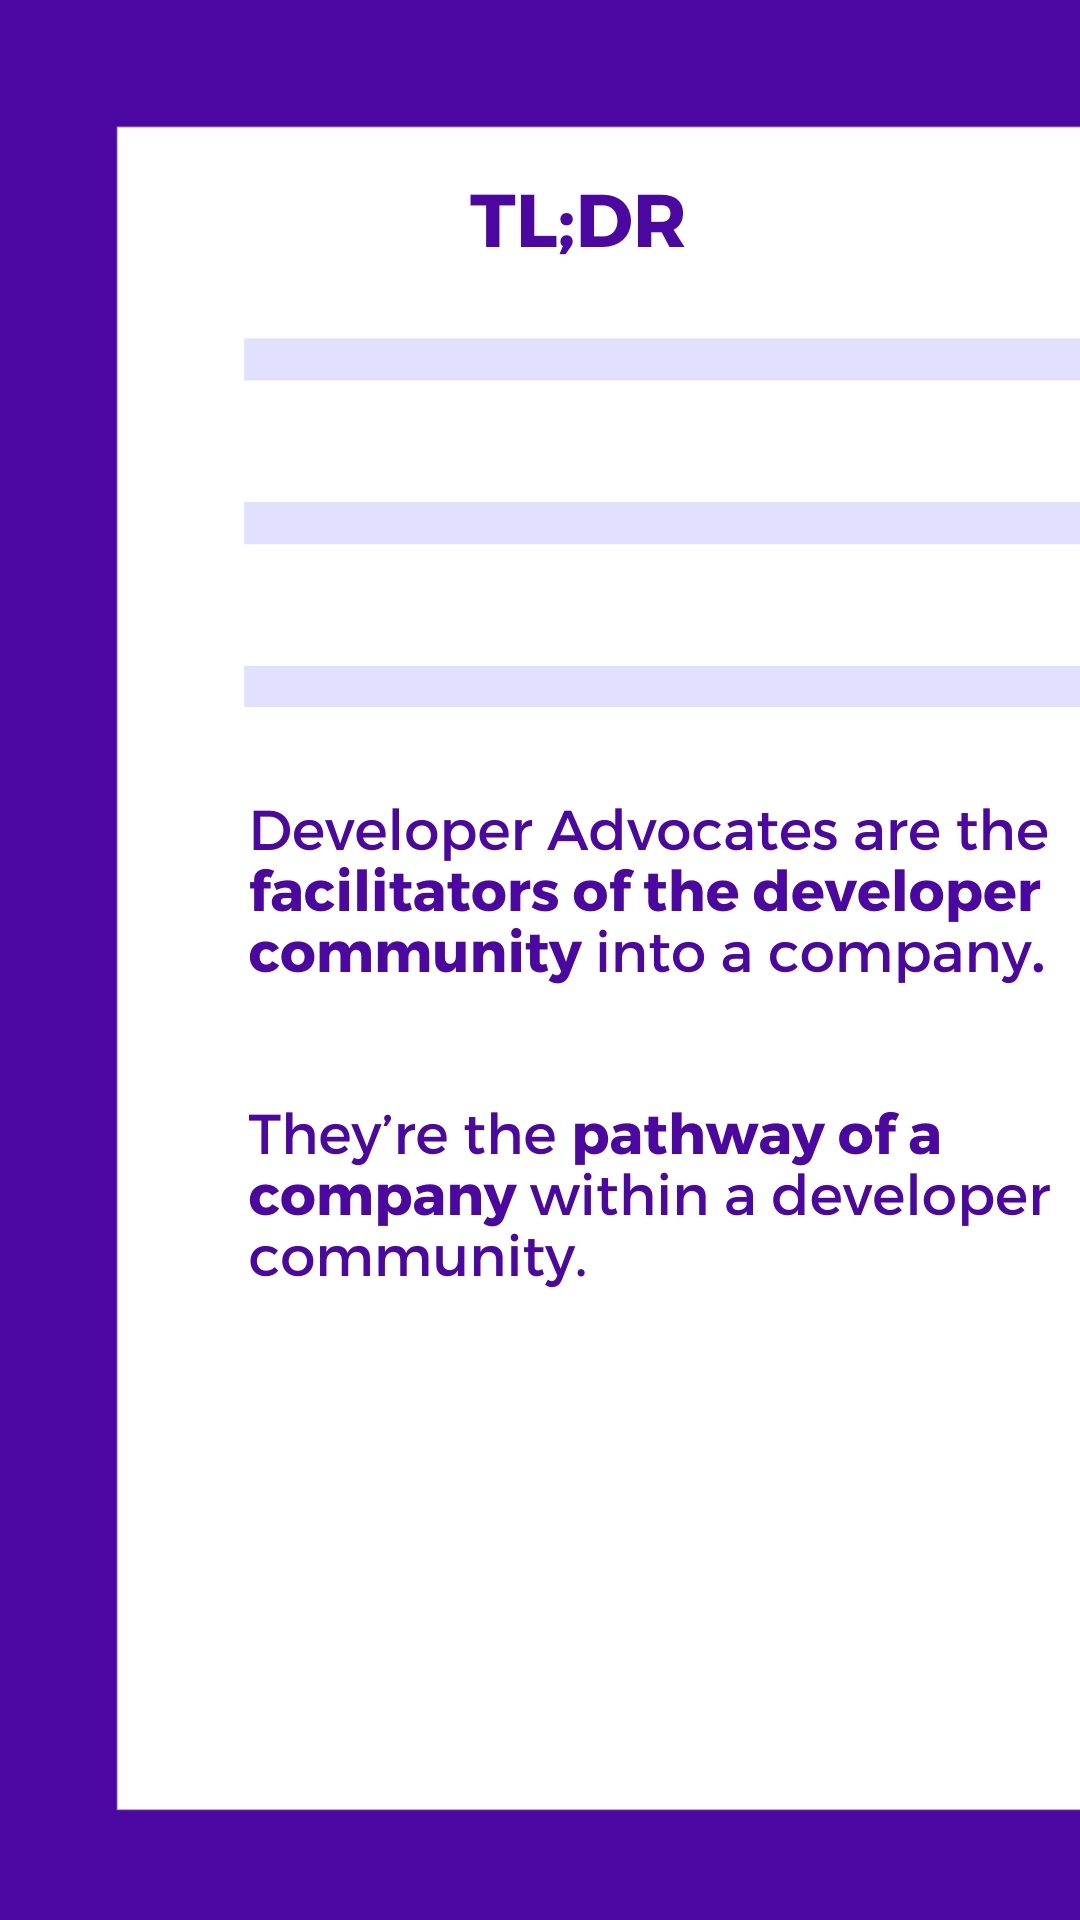 TL;DR
Developer Advocates are the
facilitators of the developer
community into a company.
They’re the pathway of a
company within a developer
community.